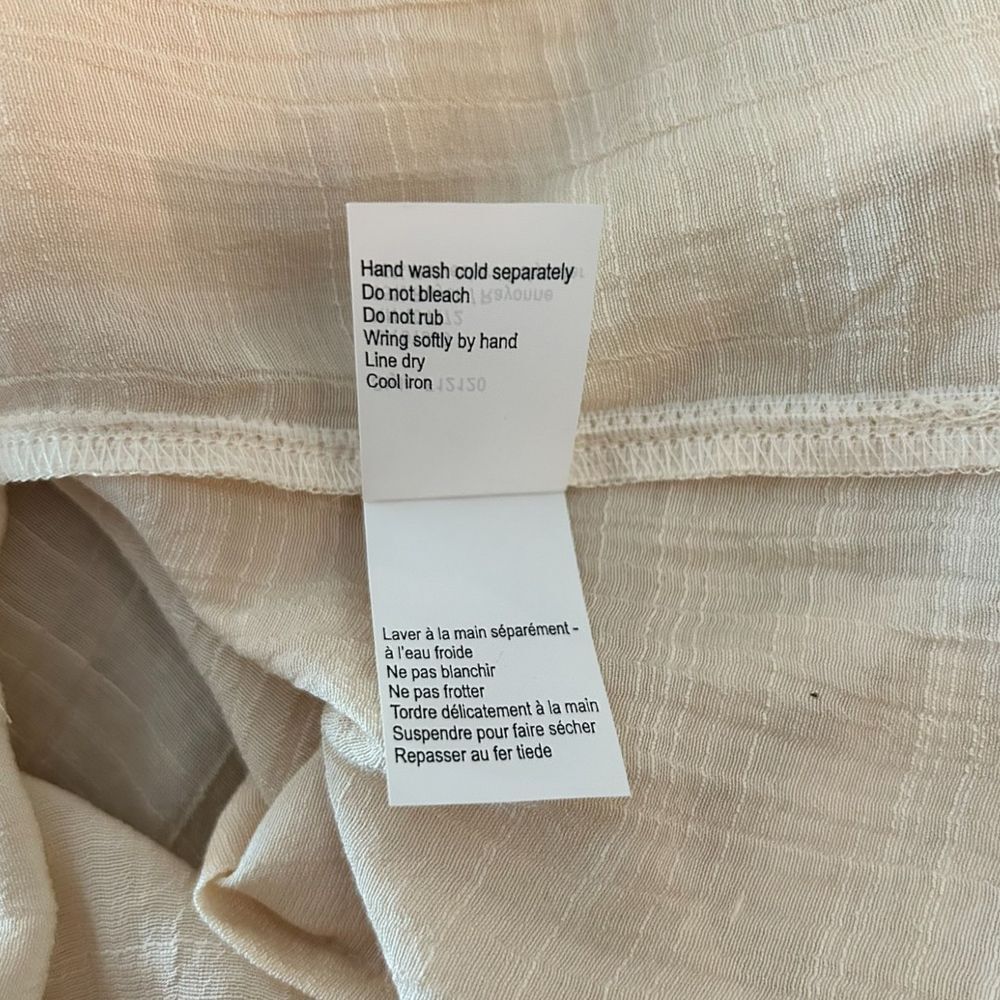 Hand wash cold separately
Do not bleach
Do not rub
Wring softly by hand
Line dry
Cool iron
Laver à la main séparément -
à l'eau froide
Ne pas blanchir
Ne pas frotter
Tordre délicatement à la main
Suspendre pour faire sécher
Repasser au fer tiede